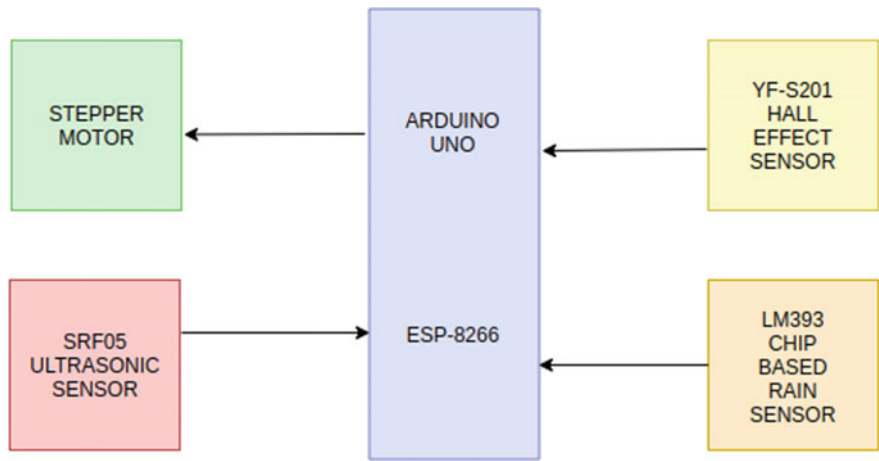 STEPPER
MOTOR
ARDUINO
UNO
YF-S201
HALL
EFFECT
SENSOR
SRF05
ULTRASONIC
SENSOR
ESP-8266
LM393
CHIP
BASED
RAIN
SENSOR